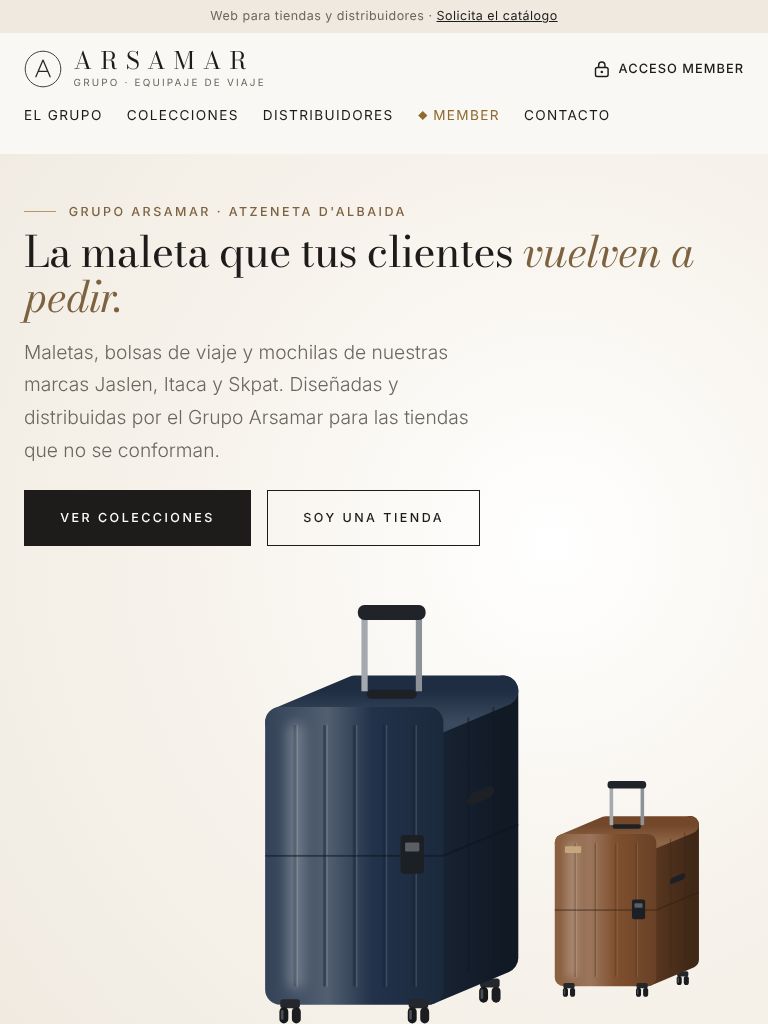 Web para tiendas y distribuidores · Solicita el catálogo
A
ARSAMAR
GRUPO · EQUIPAJE DE VIAJE
ACCESO MEMBER
EL GRUPO COLECCIONES DISTRIBUIDORES ◆ MEMBER CONTACTO
GRUPO ARSAMAR · ATZENETA D'ALBAIDA
La maleta que tus clientes vuelven a
pedir.
Maletas, bolsas de viaje y mochilas de nuestras
marcas Jaslen, Itaca y Skpat. Diseñadas y
distribuidas por el Grupo Arsamar para las tiendas
que no se conforman.
VER COLECCIONES
SOY UNA TIENDA